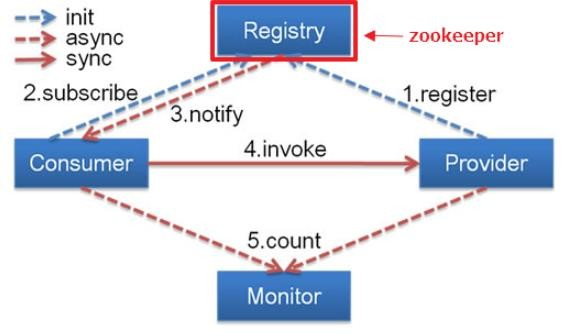 init
async
sync
Registry
zookeeper
2.subscribe
3.notify
1.register
Consumer
4.invoke
Provider
5.count
Monitor